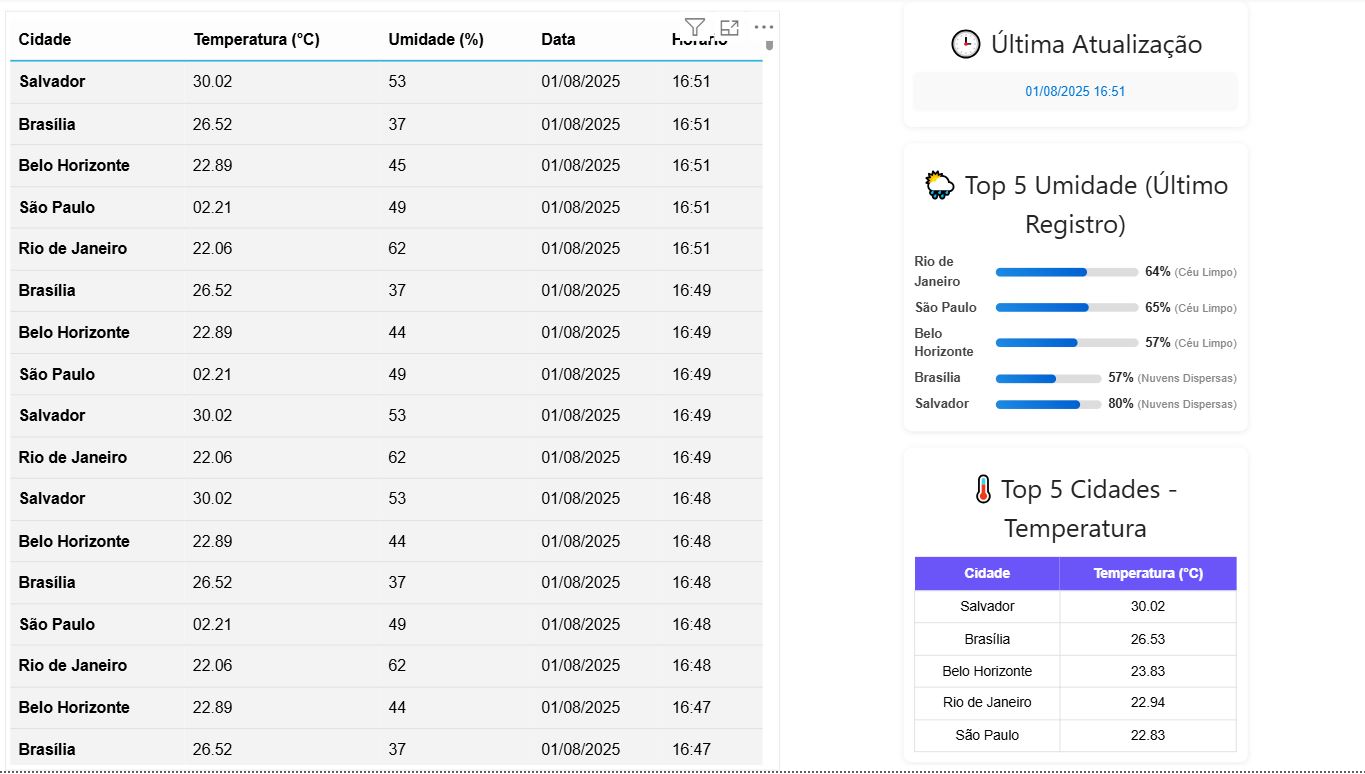 Cidade Temperatura (°C) Umidade (%) Data Horário
Salvador 30.02 53 01/08/2025 16:51
Brasília 26.52 37 01/08/2025 16:51
Belo Horizonte 22.89 45 01/08/2025 16:51
São Paulo 02.21 49 01/08/2025 16:51
Rio de Janeiro 22.06 62 01/08/2025 16:51
Brasília 26.52 37 01/08/2025 16:49
Belo Horizonte 22.89 44 01/08/2025 16:49
São Paulo 02.21 49 01/08/2025 16:49
Salvador 30.02 53 01/08/2025 16:49
Rio de Janeiro 22.06 62 01/08/2025 16:49
Salvador 30.02 53 01/08/2025 16:48
Belo Horizonte 22.89 44 01/08/2025 16:48
Brasília 26.52 37 01/08/2025 16:48
São Paulo 02.21 49 01/08/2025 16:48
Rio de Janeiro 22.06 62 01/08/2025 16:48
Belo Horizonte 22.89 44 01/08/2025 16:47
Brasília 26.52 37 01/08/2025 16:47
Última Atualização
01/08/2025 16:51
Top 5 Umidade (Último
Registro)
Rio de
Janeiro 64% (Céu Limpo)
São Paulo 65% (Céu Limpo)
Belo
Horizonte 57% (Céu Limpo)
Brasília 57% (Nuvens Dispersas)
Salvador 80% (Nuvens Dispersas)
Top 5 Cidades -
Temperatura
Cidade Temperatura (°C)
Salvador 30.02
Brasília 26.53
Belo Horizonte 23.83
Rio de Janeiro 22.94
São Paulo 22.83